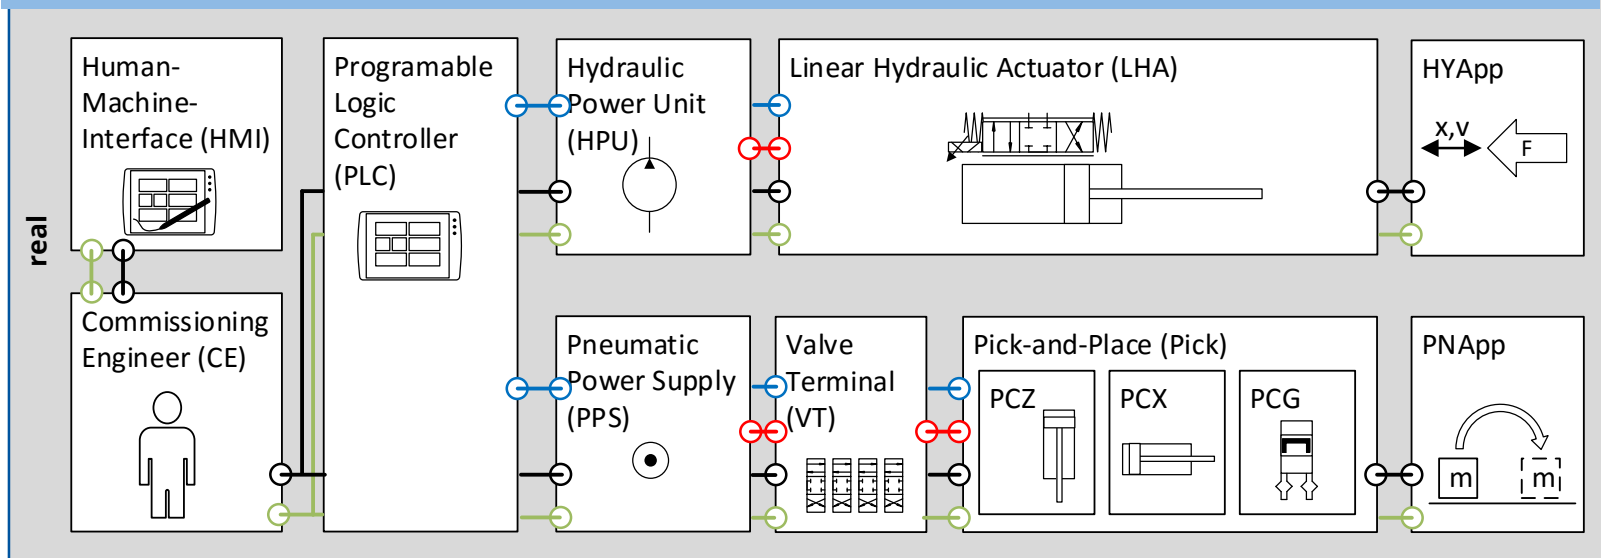 real
Human-
Machine-
Interface (HMI)
Commissioning
Engineer (CE)
Programable
Logic
Controller
(PLC)
Hydraulic
Power Unit
(HPU)
Linear Hydraulic Actuator (LHA)
HYApp
x,v
F
Pneumatic
Power Supply
(PPS)
Valve
Terminal
(VT)
Pick-and-Place (Pick)
PCZ
PCX
PCG
PNApp
m
m